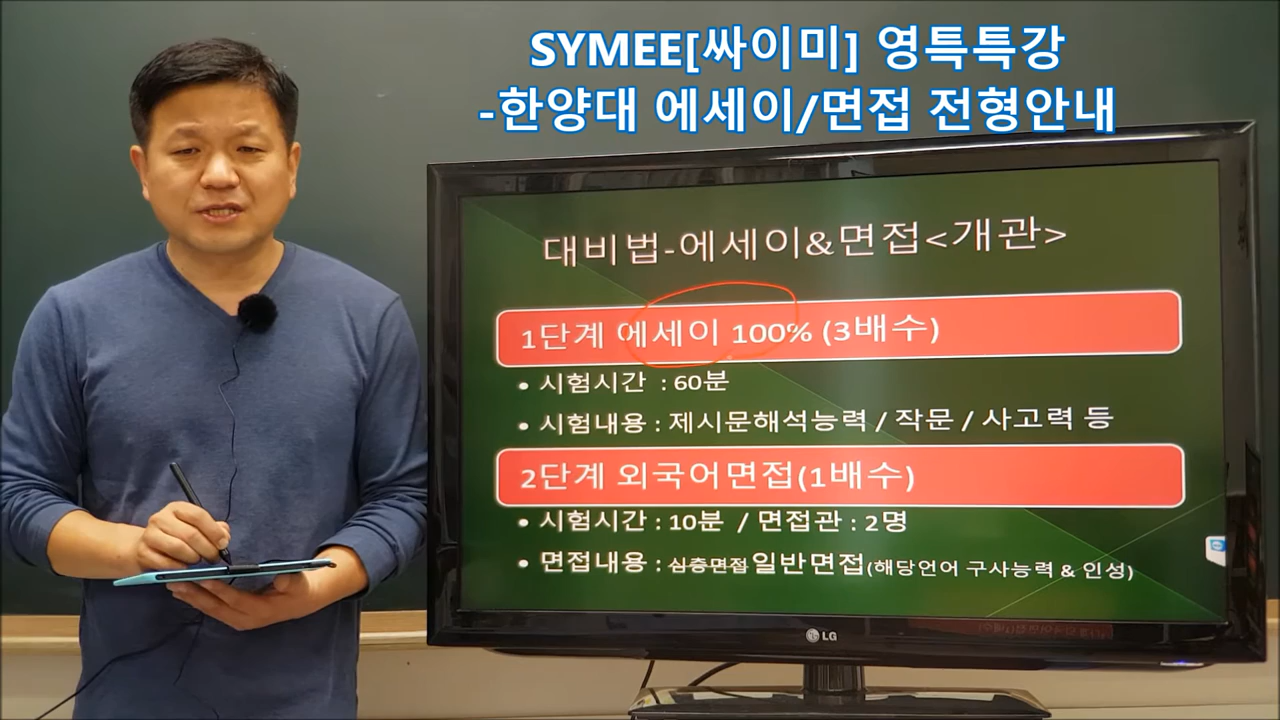 SYMEE[싸이미] 영특특강
-한양대 에세이/면접 전형안내
대비법-에세이&면접<개관>
1단계 에세이 100% (3배수)
• 시험시간 : 60분
• 시험내용 : 제시문해석능력 / 작문 / 사고력 등
2단계 외국어면접(1배수)
• 시험시간 : 10분 / 면접관 : 2명
• 면접내용 : 심층면접 일반면접(해당언어 구사능력 & 인성)
LG